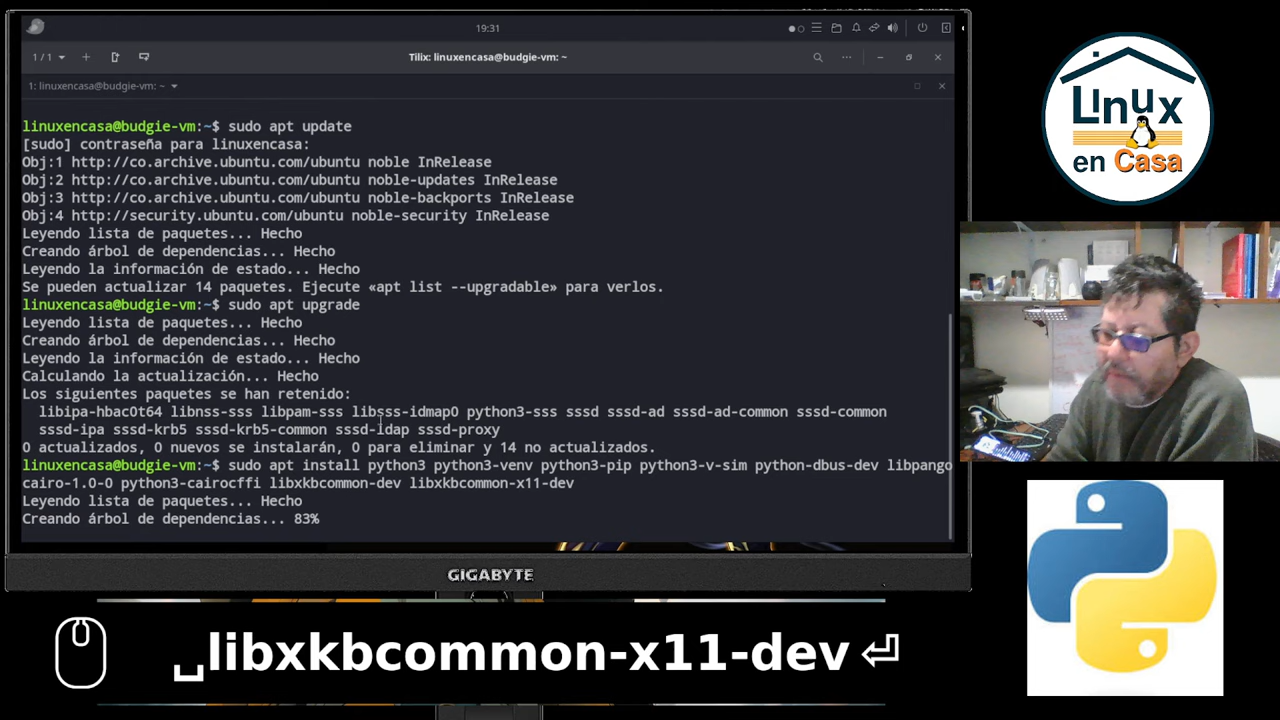 19:31
1 / 1
Tilix: linuxencasa@budgie-vm: ~
1: linuxencasa@budgie-vm: ~
linuxencasa@budgie-vm:~$ sudo apt update
[sudo] contraseña para linuxencasa:
Obj:1 http://co.archive.ubuntu.com/ubuntu noble InRelease
Obj:2 http://co.archive.ubuntu.com/ubuntu noble-updates InRelease
Obj:3 http://co.archive.ubuntu.com/ubuntu noble-backports InRelease
Obj:4 http://security.ubuntu.com/ubuntu noble-security InRelease
Leyendo lista de paquetes... Hecho
Creando árbol de dependencias... Hecho
Leyendo la información de estado... Hecho
Se pueden actualizar 14 paquetes. Ejecute «apt list --upgradable» para verlos.
linuxencasa@budgie-vm:~$ sudo apt upgrade
Leyendo lista de paquetes... Hecho
Creando árbol de dependencias... Hecho
Leyendo la información de estado... Hecho
Calculando la actualización... Hecho
Los siguientes paquetes se han retenido:
libipa-hbac0t64 libnss-sss libpam-sss libsss-idmap0 python3-sss sssd sssd-ad sssd-ad-common sssd-common
sssd-ipa sssd-krb5 sssd-krb5-common sssd-ldap sssd-proxy
0 actualizados, 0 nuevos se instalarán, 0 para eliminar y 14 no actualizados.
linuxencasa@budgie-vm:~$ sudo apt install python3 python3-venv python3-pip python3-v-sim python-dbus-dev libpango
cairo-1.0-0 python3-cairocffi libxkbcommon-dev libxkbcommon-x11-dev
Leyendo lista de paquetes... Hecho
Creando árbol de dependencias... 83%
GIGABYTE
␣libxkbcommon-x11-dev⏎
Linux
en Casa